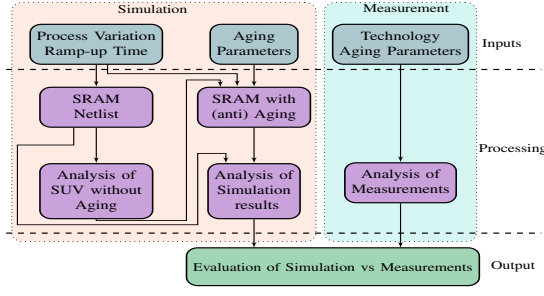 Simulation
Measurement
Process Variation
Ramp-up Time
Aging
Parameters
Technology
Aging Parameters
Inputs
SRAM
Netlist
SRAM with
(anti) Aging
Processing
Analysis of
SUV without
Aging
Analysis of
Simulation
results
Analysis of
Measurements
Evaluation of Simulation vs Measurements
Output